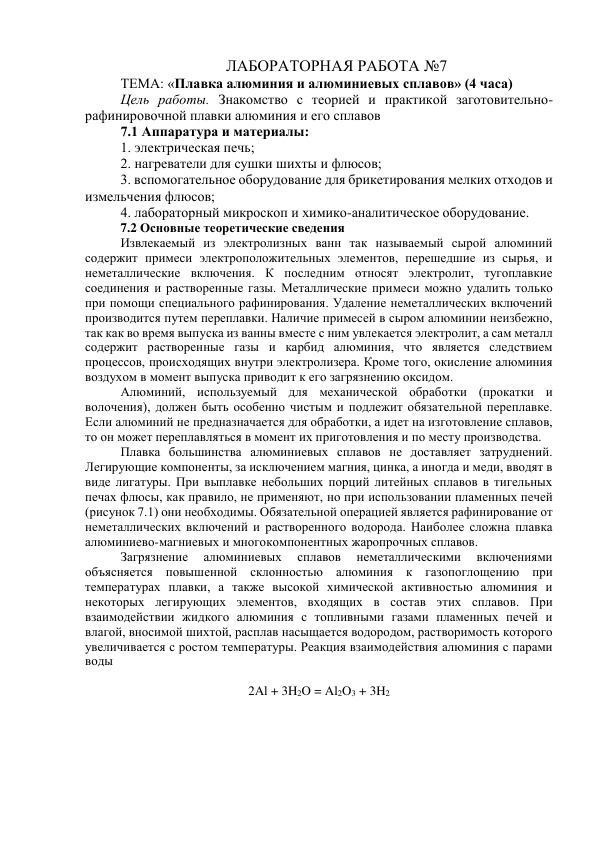 ЛАБОРАТОРНАЯ РАБОТА №7
ТЕМА: «Плавка алюминия и алюминиевых сплавов» (4 часа)
Цель работы. Знакомство с теорией и практикой заготовительно-
рафинировочной плавки алюминия и его сплавов
7.1 Аппаратура и материалы:
1. электрическая печь;
2. нагреватели для сушки шихты и флюсов;
3. вспомогательное оборудование для брикетирования мелких отходов и
измельчения флюсов;
4. лабораторный микроскоп и химико-аналитическое оборудование.
7.2 Основные теоретические сведения
Извлекаемый из электролизных ванн так называемый сырой алюминий
содержит примеси электроположительных элементов, перешедшие из сырья, и
неметаллические включения. К последним относят электролит, тугоплавкие
соединения и растворенные газы. Металлические примеси можно удалить только
при помощи специального рафинирования. Удаление неметаллических включений
производится путем переплавки. Наличие примесей в сыром алюминии неизбежно,
так как во время выпуска из ванны вместе с ним увлекается электролит, а сам металл
содержит растворенные газы и карбид алюминия, что является следствием
процессов, происходящих внутри электролизера. Кроме того, окисление алюминия
воздухом в момент выпуска приводит к его загрязнению оксидом.
Алюминий, используемый для механической обработки (прокатки и
волочения), должен быть особенно чистым и подлежит обязательной переплавке.
Если алюминий не предназначается для обработки, а идет на изготовление сплавов,
то он может переплавляться в момент их приготовления и по месту производства.
Плавка большинства алюминиевых сплавов не доставляет затруднений.
Легирующие компоненты, за исключением магния, цинка, а иногда и меди, вводят в
виде лигатуры. При выплавке небольших порций литейных сплавов в тигельных
печах флюсы, как правило, не применяют, но при использовании пламенных печей
(рисунок 7.1) они необходимы. Обязательной операцией является рафинирование от
неметаллических включений и растворенного водорода. Наиболее сложна плавка
алюминиево-магниевых и многокомпонентных жаропрочных сплавов.
Загрязнение алюминиевых сплавов неметаллическими включениями
объясняется повышенной склонностью алюминия к газопоглощению при
температурах плавки, а также высокой химической активностью алюминия и
некоторых легирующих элементов, входящих в состав этих сплавов. При
взаимодействии жидкого алюминия с топливными газами пламенных печей и
влагой, вносимой шихтой, расплав насыщается водородом, растворимость которого
увеличивается с ростом температуры. Реакция взаимодействия алюминия с парами
воды
2Al + 3H₂O = Al₂O₃ + 3H₂